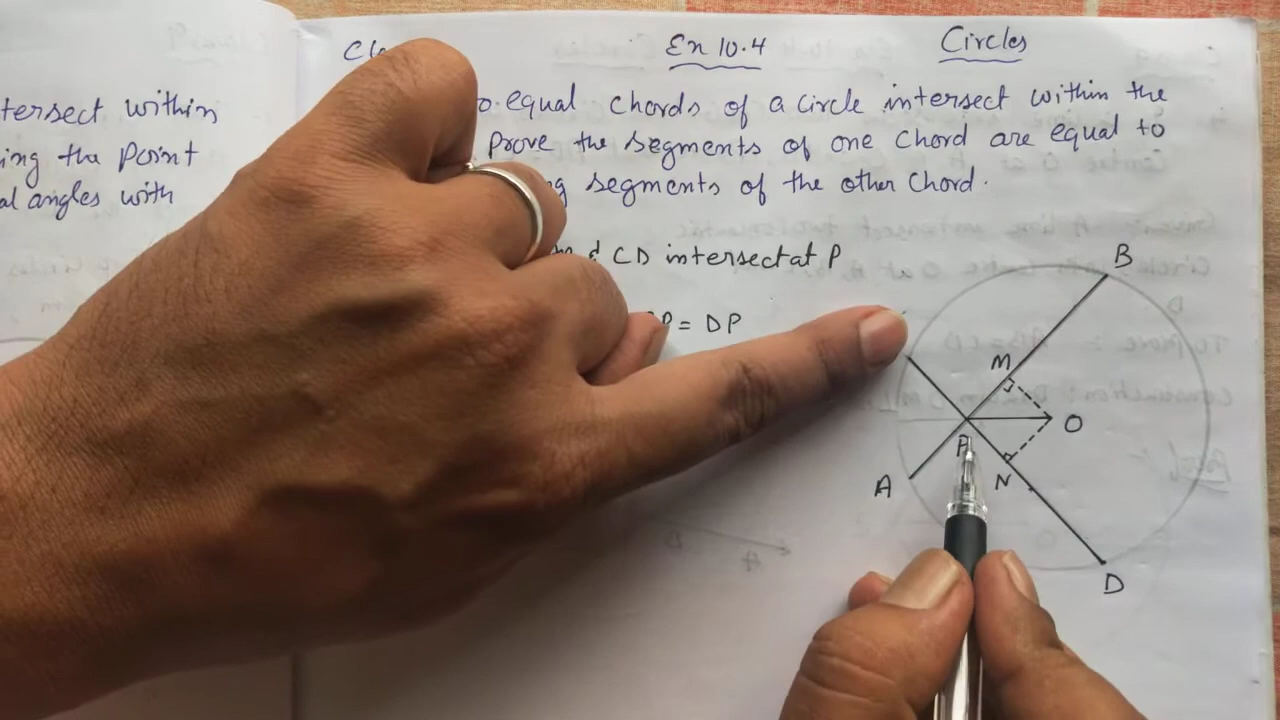 tersect within
ing the point
al angles with
Cl
Ex 10.4
Circles
o equal chords of a circle intersect within the
prove the segments of one chord are equal to
g segments of the other chord.
& CD intersect at P
P = DP
B
M
O
P
N
A
D